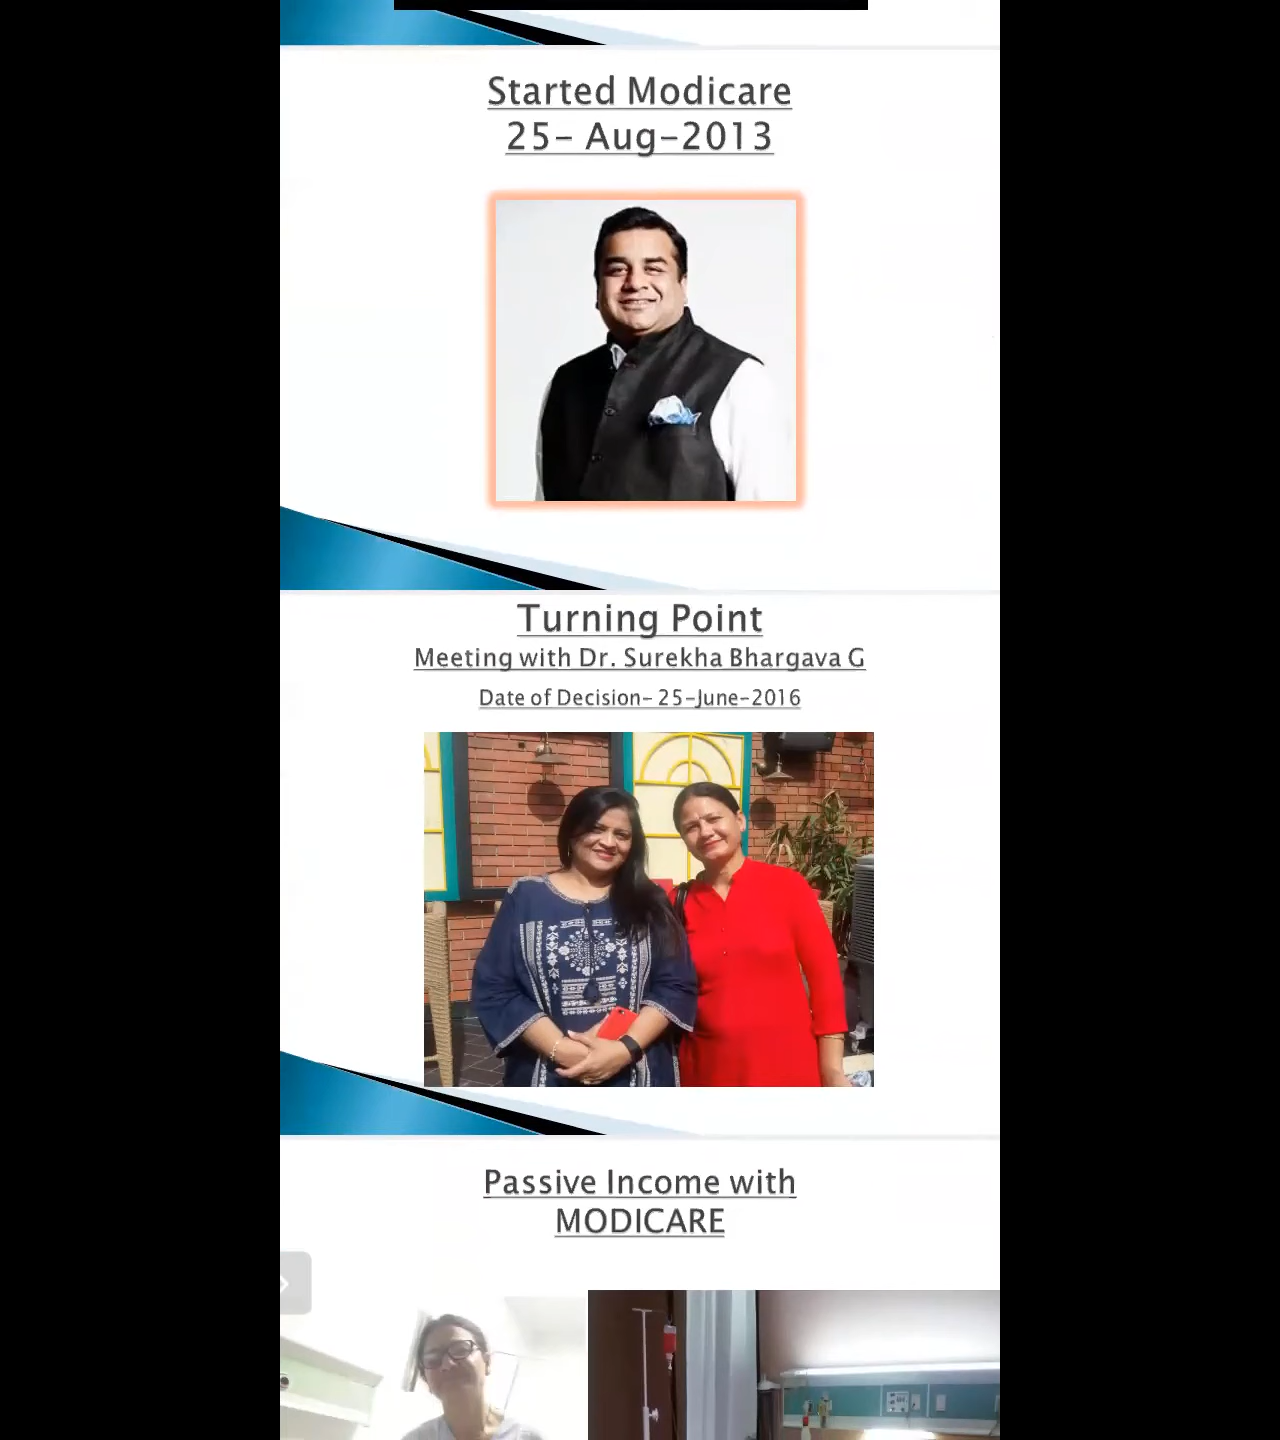 Started Modicare
25- Aug-2013
Turning Point
Meeting with Dr. Surekha Bhargava G
Date of Decision- 25-June-2016
Passive Income with
MODICARE